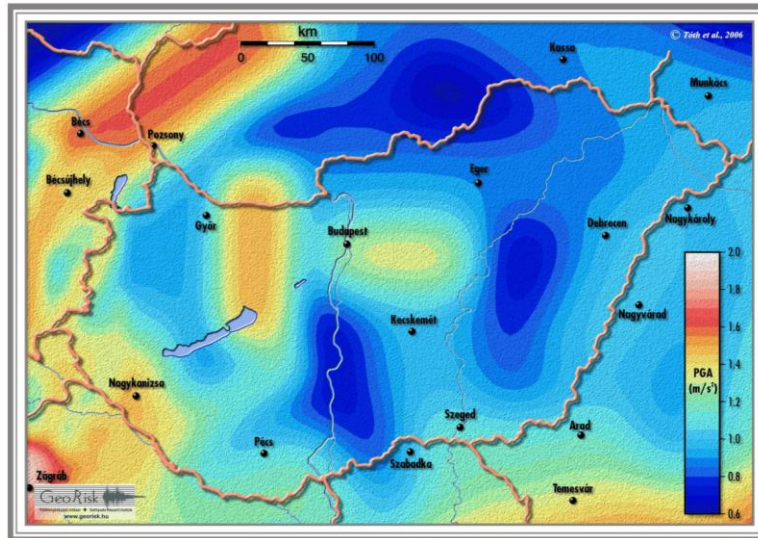 km
0 50 100
© Tóth et al., 2006
Kassa
Munkács
Bécs
Pozsony
Bécsújhely
Eger
Győr
Budapest
Debrecen
Nagykároly
2.0
1.8
1.6
1.4
1.2
1.0
0.8
0.6
PGA
(m/s²)
Kecskemét
Nagyvárad
Nagykanizsa
Szeged
Arad
Pécs
Szabadka
Zágráb
Temesvár
GeoRisk
www.georisk.hu